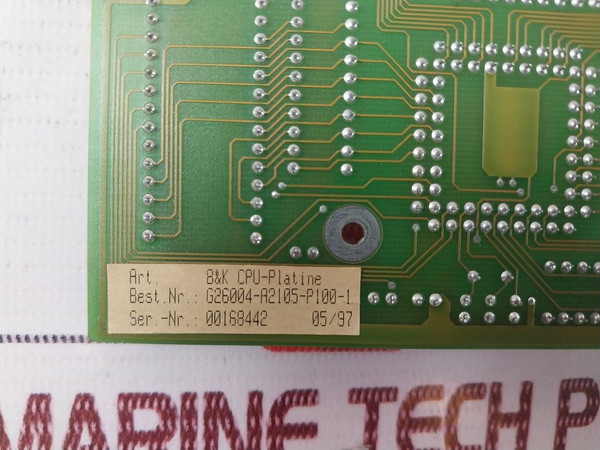 Art. B&K CPU-Platine
Best.Nr.: G26004-A2105-P100-1
Ser.-Nr.: 00168442 05/97
MARINE TECH P